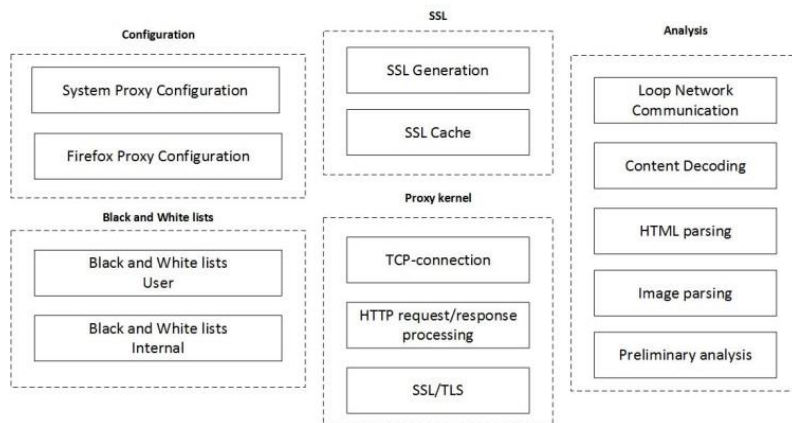 Configuration
System Proxy Configuration
Firefox Proxy Configuration
Black and White lists
Black and White lists
User
Black and White lists
Internal
SSL
SSL Generation
SSL Cache
Proxy kernel
TCP-connection
HTTP request/response
processing
SSL/TLS
Analysis
Loop Network
Communication
Content Decoding
HTML parsing
Image parsing
Preliminary analysis